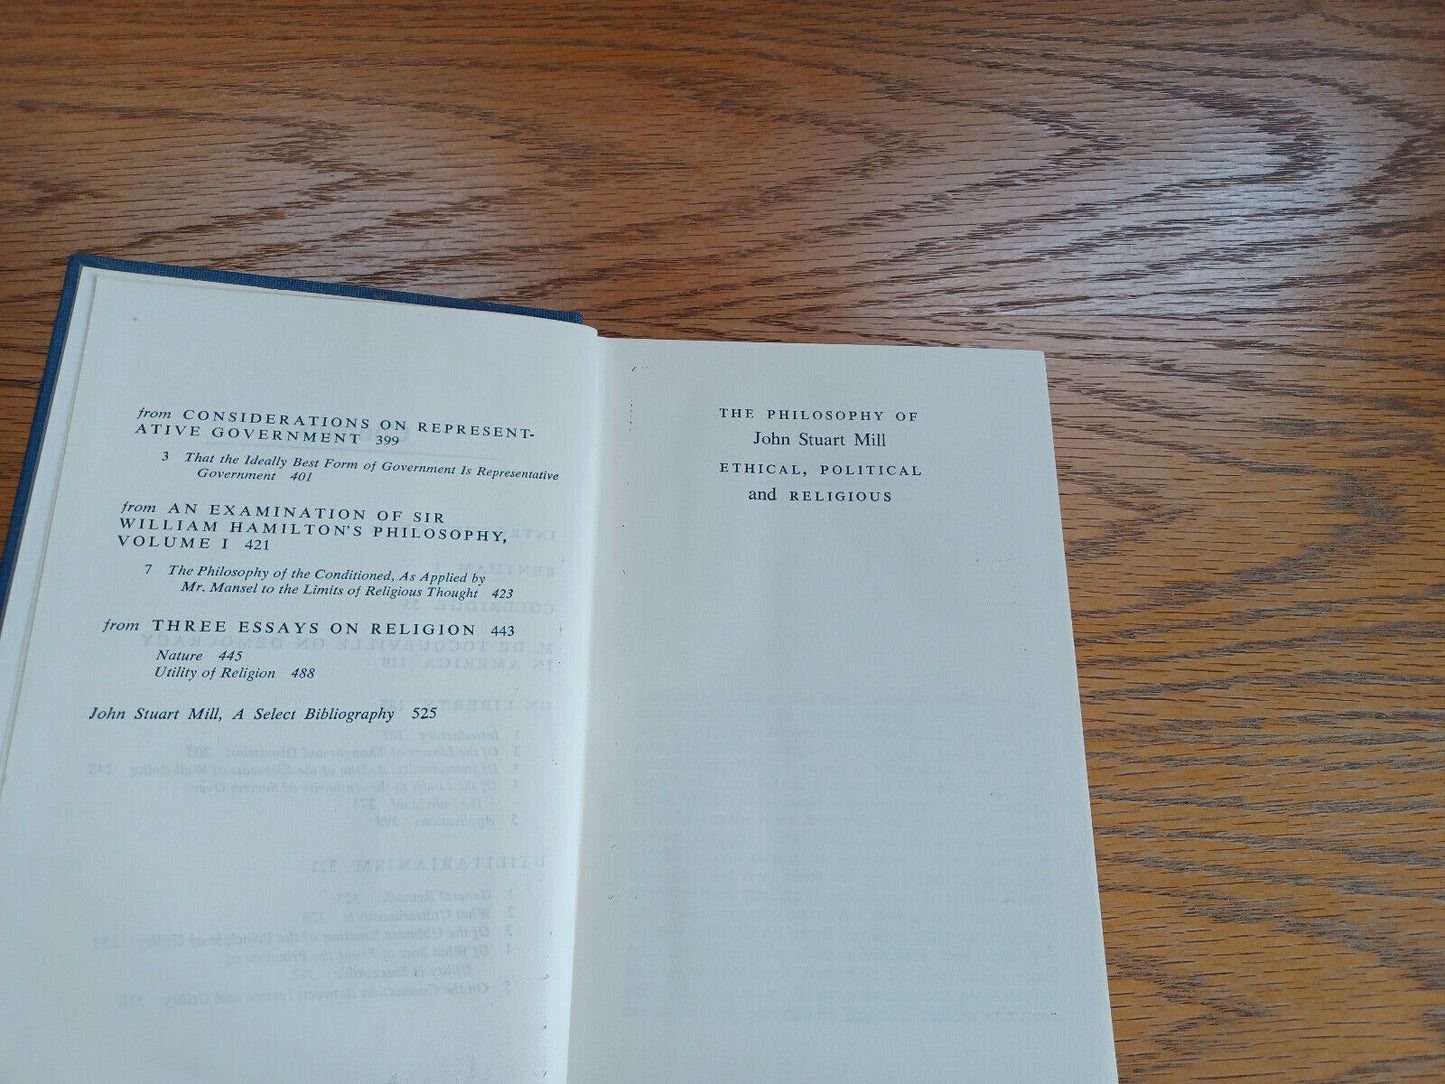 from CONSIDERATIONS ON REPRESENT-
ATIVE GOVERNMENT 399
3 That the Ideally Best Form of Government Is Representative
Government 401
from AN EXAMINATION OF SIR
WILLIAM HAMILTON'S PHILOSOPHY,
VOLUME I 421
7 The Philosophy of the Conditioned, As Applied by
Mr. Mansel to the Limits of Religious Thought 423
from THREE ESSAYS ON RELIGION 443
Nature 445
Utility of Religion 488
John Stuart Mill, A Select Bibliography 525
THE PHILOSOPHY OF
John Stuart Mill
ETHICAL, POLITICAL
and RELIGIOUS